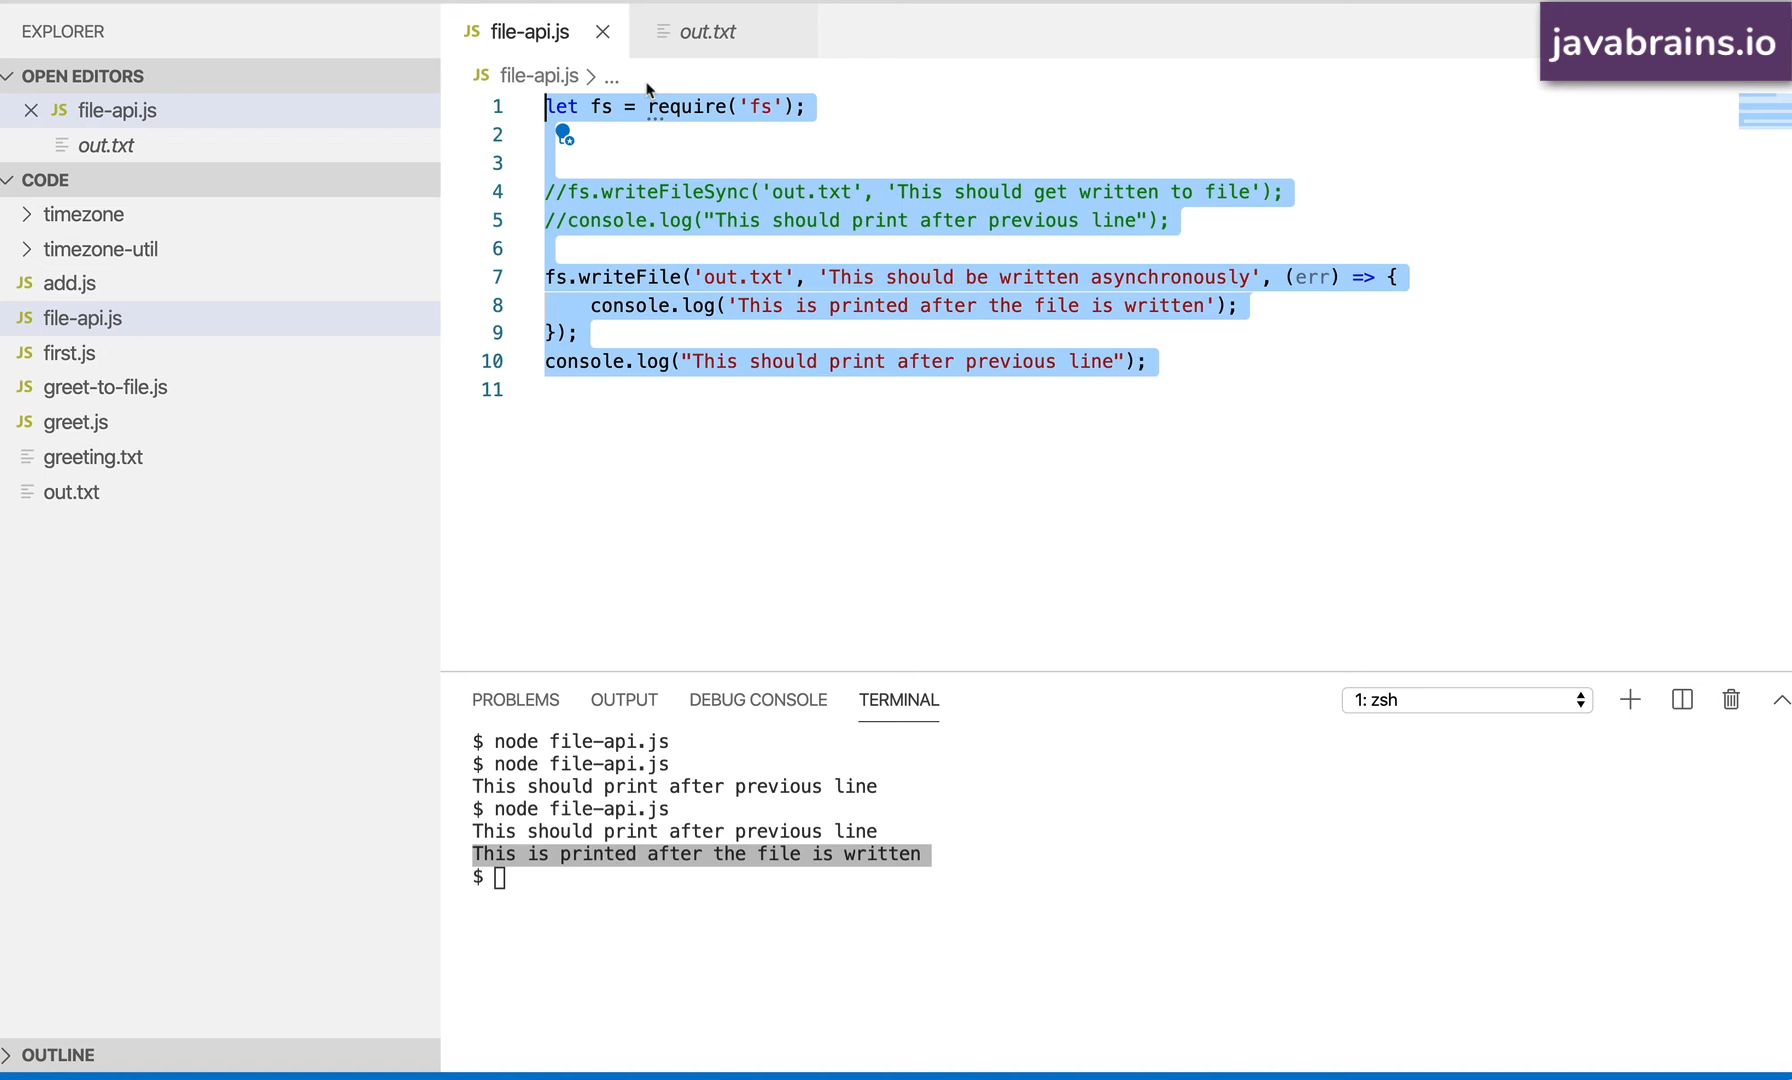 EXPLORER
OPEN EDITORS
JS file-api.js
out.txt
CODE
timezone
timezone-util
JS add.js
JS file-api.js
JS first.js
JS greet-to-file.js
JS greet.js
greeting.txt
out.txt
OUTLINE
JS file-api.js
out.txt
javabrains.io
JS file-api.js > ...
1 let fs = require('fs');
2
3
4 //fs.writeFileSync('out.txt', 'This should get written to file');
5 //console.log("This should print after previous line");
6
7 fs.writeFile('out.txt', 'This should be written asynchronously', (err) => {
8 console.log('This is printed after the file is written');
9 });
10 console.log("This should print after previous line");
11
PROBLEMS OUTPUT DEBUG CONSOLE TERMINAL 1: zsh
$ node file-api.js
$ node file-api.js
This should print after previous line
$ node file-api.js
This should print after previous line
This is printed after the file is written
$